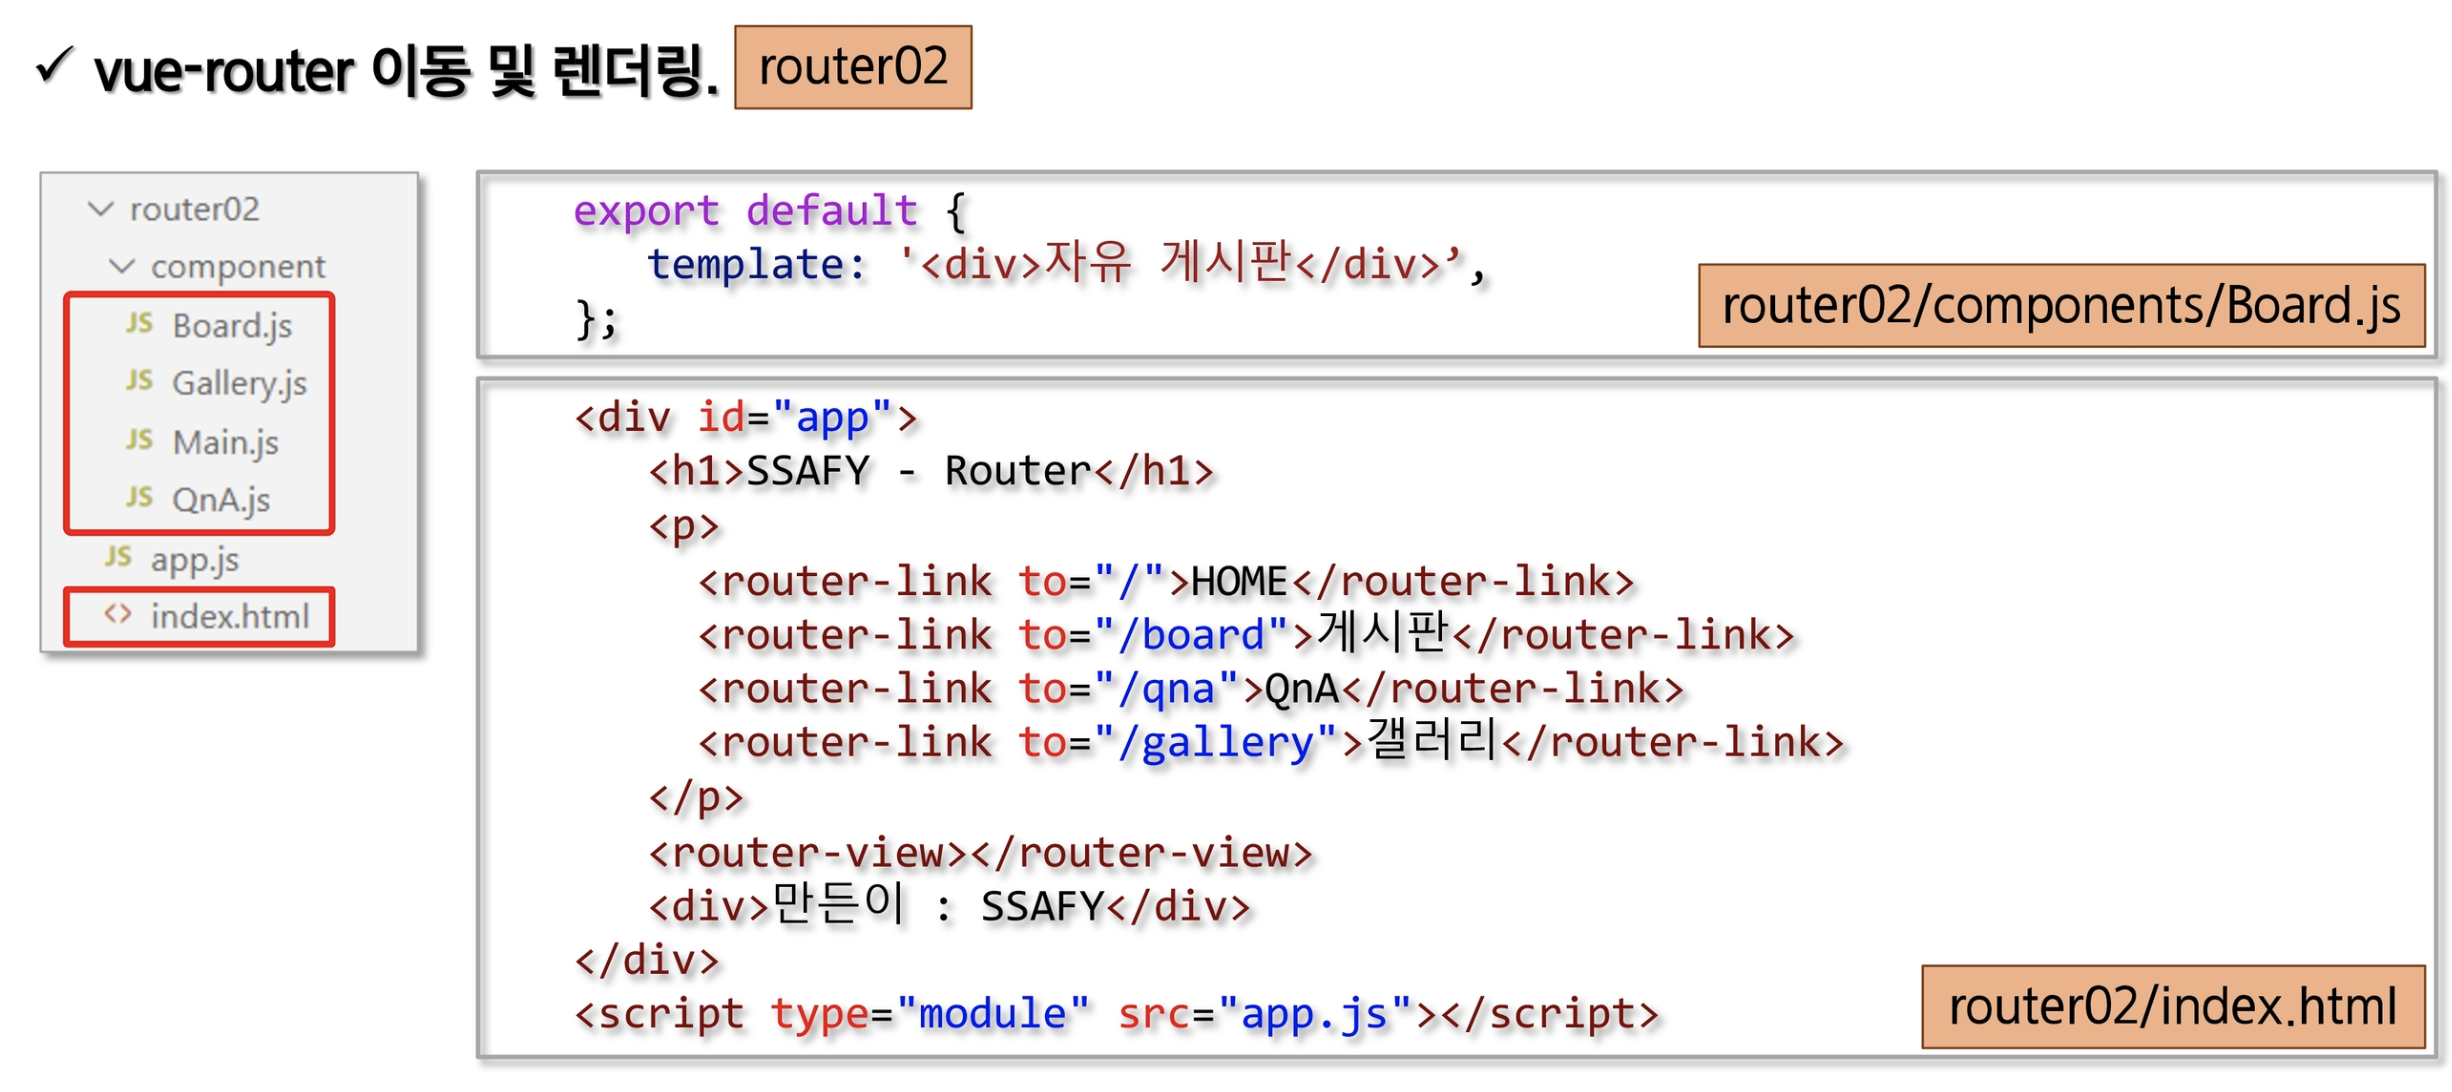 ✓ vue-router 이동 및 렌더링. router02
router02
component
JS Board.js
JS Gallery.js
JS Main.js
JS QnA.js
JS app.js
<> index.html
export default {
template: '<div>자유 게시판</div>’,
};
router02/components/Board.js
<div id="app">
<h1>SSAFY - Router</h1>
<p>
<router-link to="/">HOME</router-link>
<router-link to="/board">게시판</router-link>
<router-link to="/qna">QnA</router-link>
<router-link to="/gallery">갤러리</router-link>
</p>
<router-view></router-view>
<div>만든이 : SSAFY</div>
</div>
<script type="module" src="app.js"></script>
router02/index.html